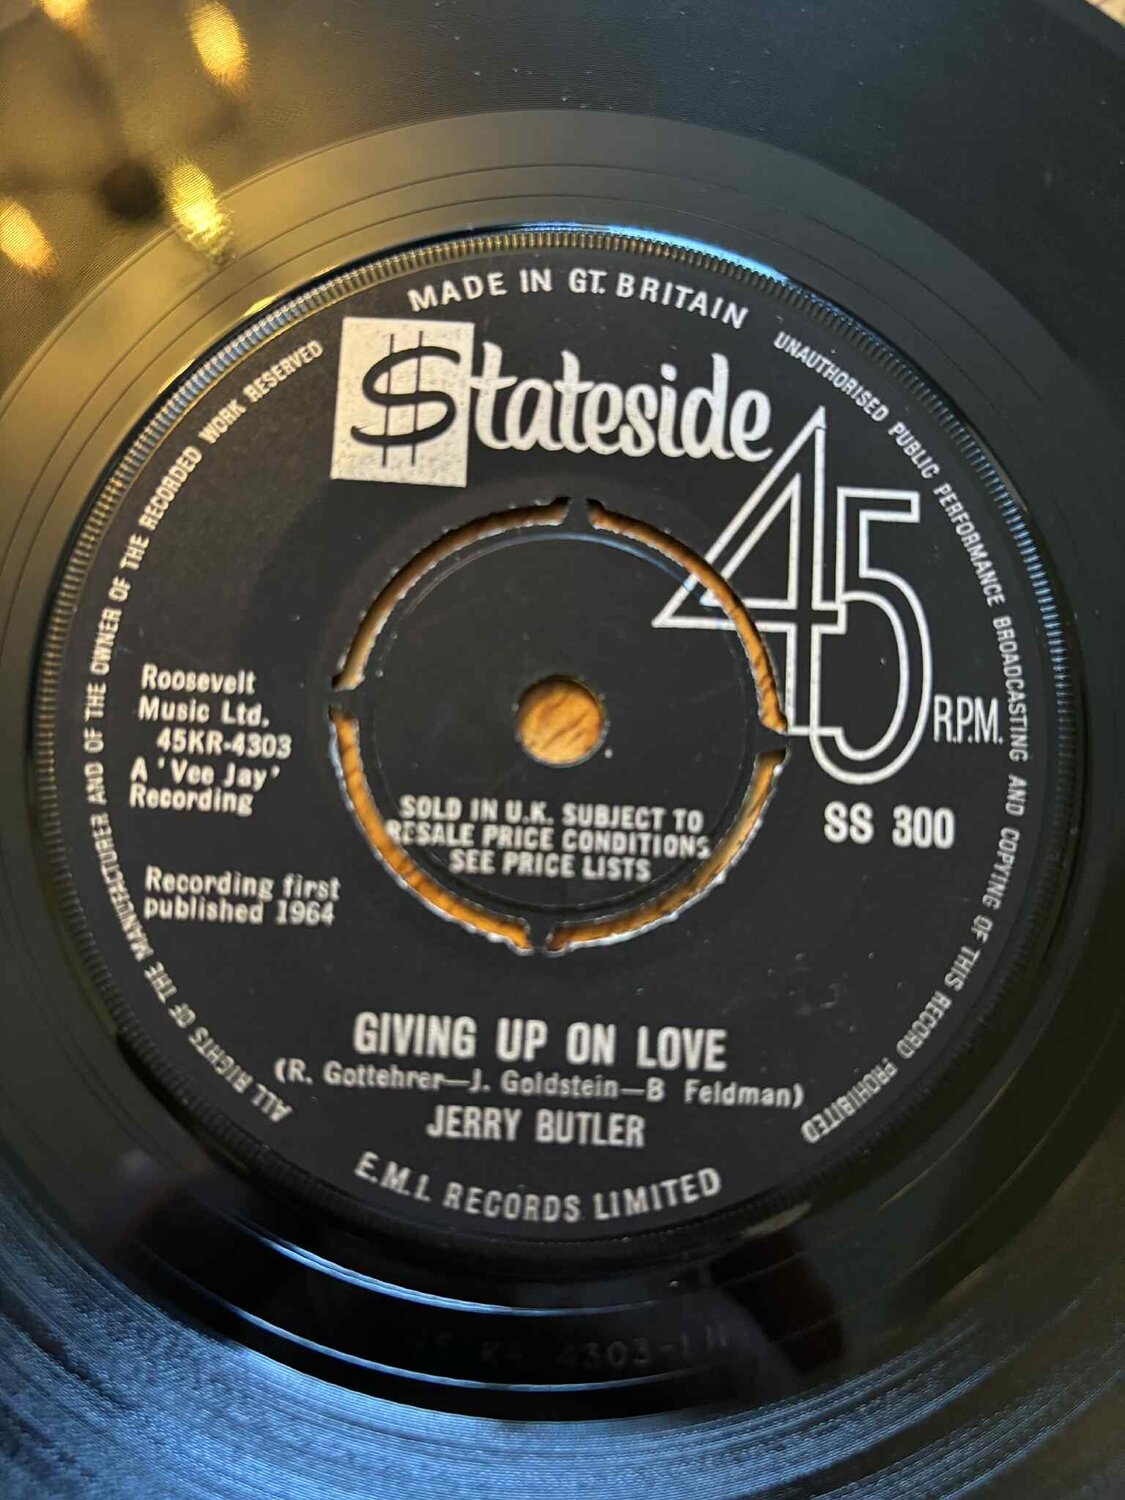 MADE IN GT. BRITAIN
UNAUTHORISED PUBLIC PERFORMANCE BROADCASTING AND COPYING OF THIS RECORD PROHIBITED
ALL RIGHTS OF THE MANUFACTURER AND OF THE OWNER OF THE RECORDED WORK RESERVED
$tateside
45
R.P.M.
SS 300
Roosevelt
Music Ltd.
45KR-4303
A 'Vee Jay'
Recording
SOLD IN U.K. SUBJECT TO
RESALE PRICE CONDITIONS
SEE PRICE LISTS
Recording first
published 1964
GIVING UP ON LOVE
(R. Gottehrer—J. Goldstein—B Feldman)
JERRY BUTLER
E.M.I. RECORDS LIMITED
4303-1